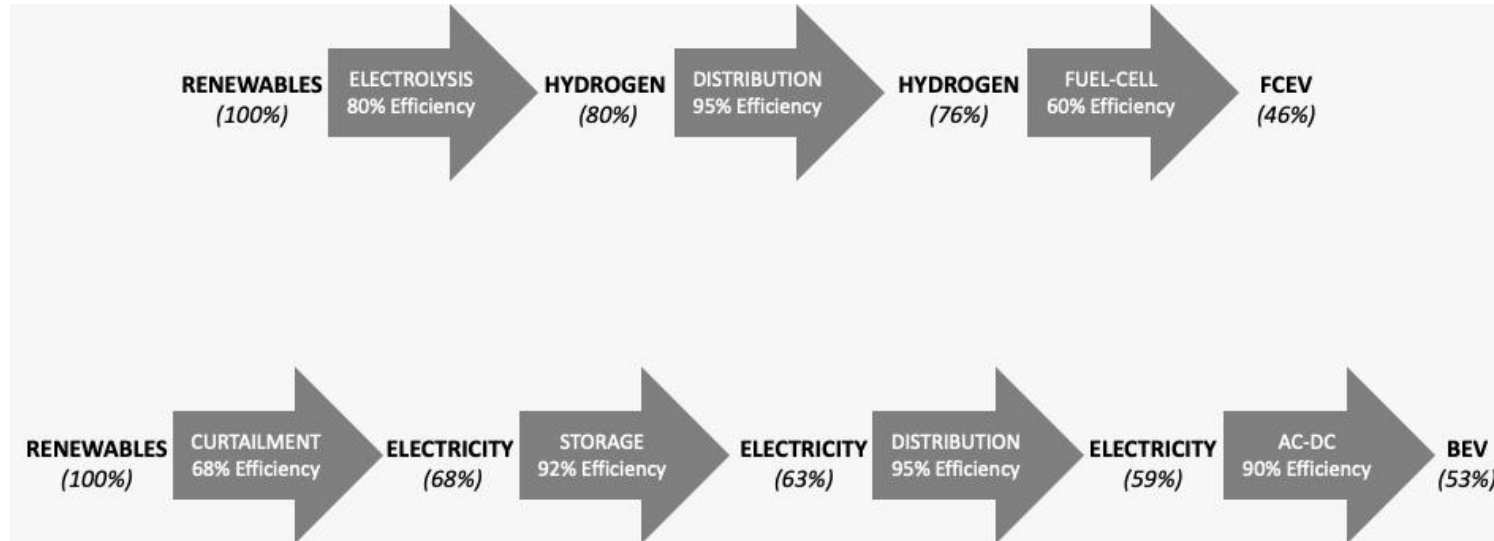 RENEWABLES
(100%)
ELECTROLYSIS
80% Efficiency
HYDROGEN
(80%)
DISTRIBUTION
95% Efficiency
HYDROGEN
(76%)
FUEL-CELL
60% Efficiency
FCEV
(46%)
RENEWABLES
(100%)
CURTAILMENT
68% Efficiency
ELECTRICITY
(68%)
STORAGE
92% Efficiency
ELECTRICITY
(63%)
DISTRIBUTION
95% Efficiency
ELECTRICITY
(59%)
AC-DC
90% Efficiency
BEV
(53%)